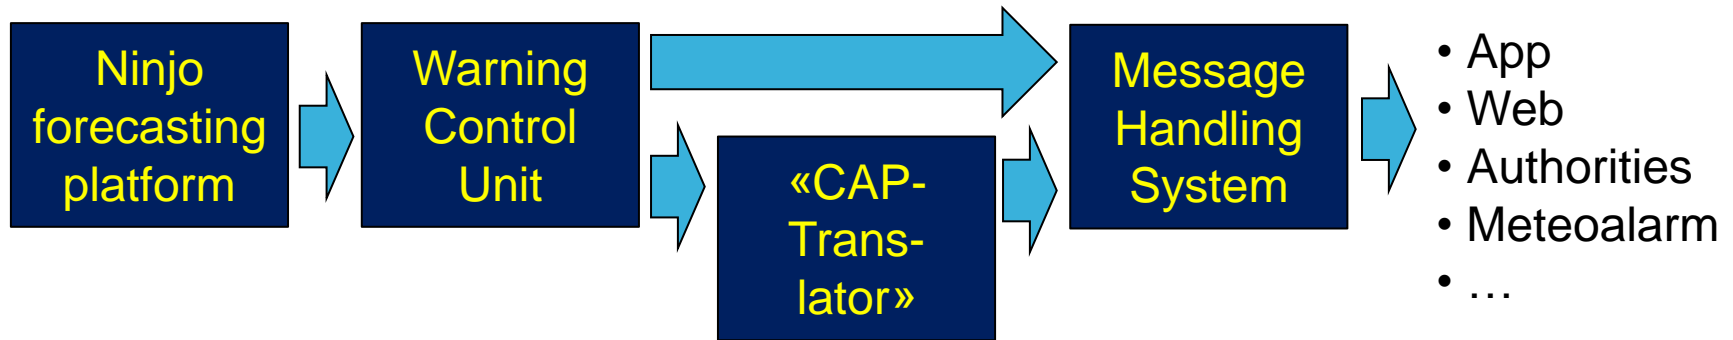 Ninjo
forecasting
platform
Warning
Control
Unit
«CAP-
Trans-
lator»
Message
Handling
System
• App
• Web
• Authorities
• Meteoalarm
• …